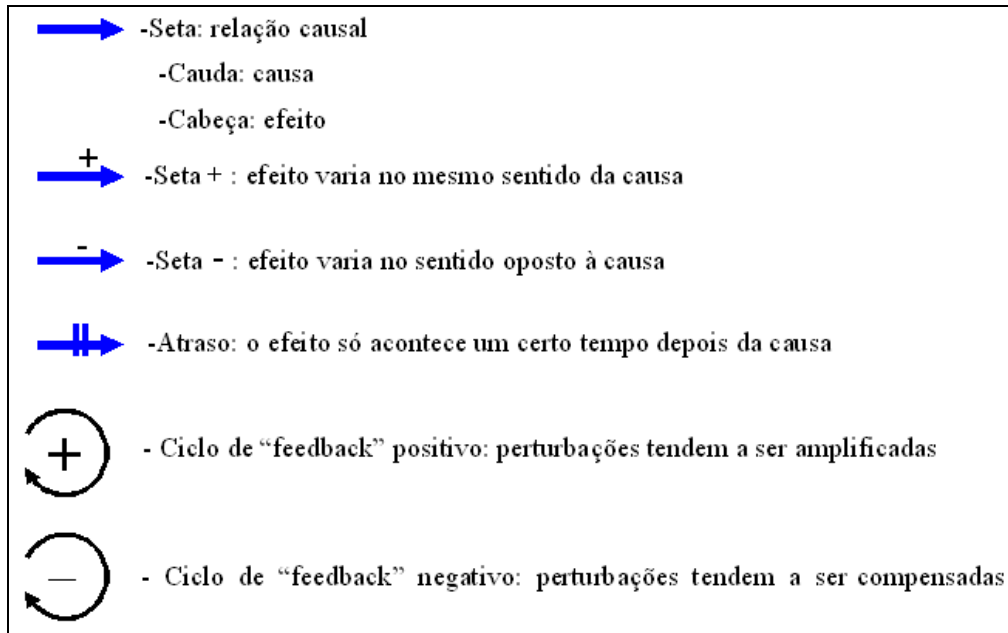 -Seta: relação causal
-Cauda: causa
-Cabeça: efeito
+
-Seta + : efeito varia no mesmo sentido da causa
-
-Seta - : efeito varia no sentido oposto à causa
-Atraso: o efeito só acontece um certo tempo depois da causa
+
- Ciclo de “feedback” positivo: perturbações tendem a ser amplificadas
—
- Ciclo de “feedback” negativo: perturbações tendem a ser compensadas